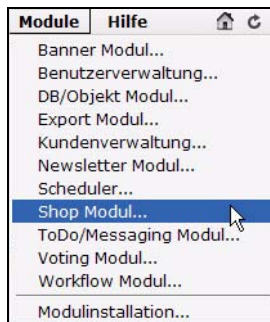 Module Hilfe
Banner Modul...
Benutzerverwaltung...
DB/Objekt Modul...
Export Modul...
Kundenverwaltung...
Newsletter Modul...
Scheduler...
Shop Modul...
ToDo/Messaging Modul...
Voting Modul...
Workflow Modul...
Modulinstallation...